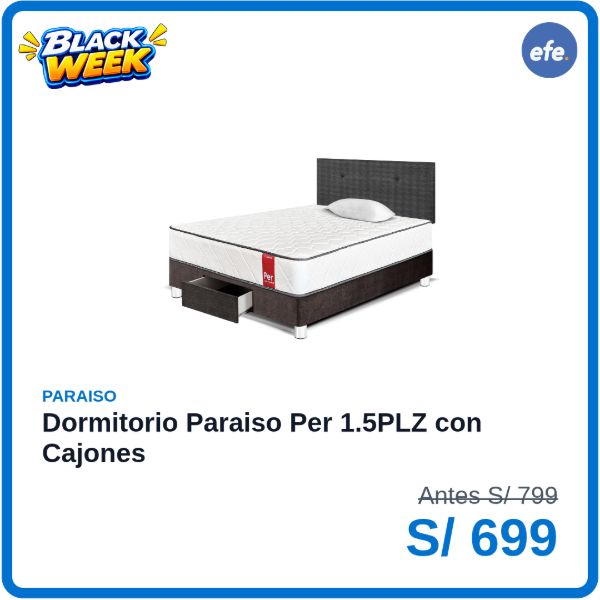 BLACK
WEEK
efe.
Per
PARAISO
Dormitorio Paraiso Per 1.5PLZ con
Cajones
Antes S/ 799
S/ 699